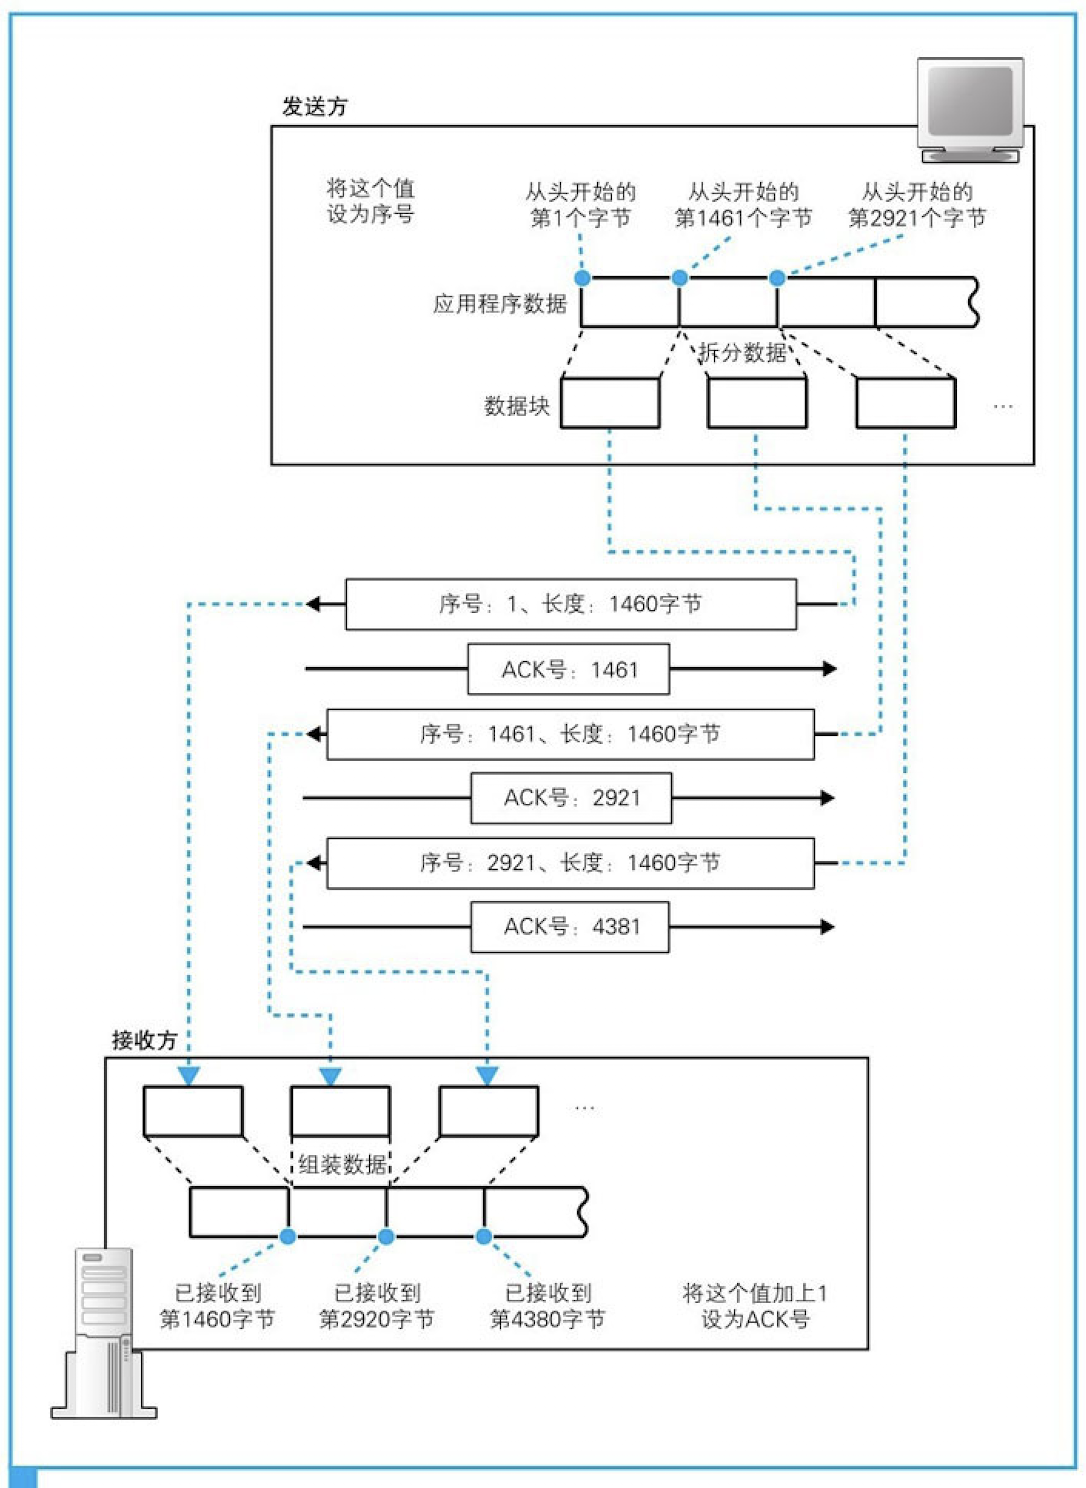 发送方
将这个值
设为序号
从头开始的
第1个字节
从头开始的
第1461个字节
从头开始的
第2921个字节
应用程序数据
拆分数据
数据块
…
序号：1、长度：1460字节
ACK号：1461
序号：1461、长度：1460字节
ACK号：2921
序号：2921、长度：1460字节
ACK号：4381
接收方
…
组装数据
已接收到
第1460字节
已接收到
第2920字节
已接收到
第4380字节
将这个值加上1
设为ACK号